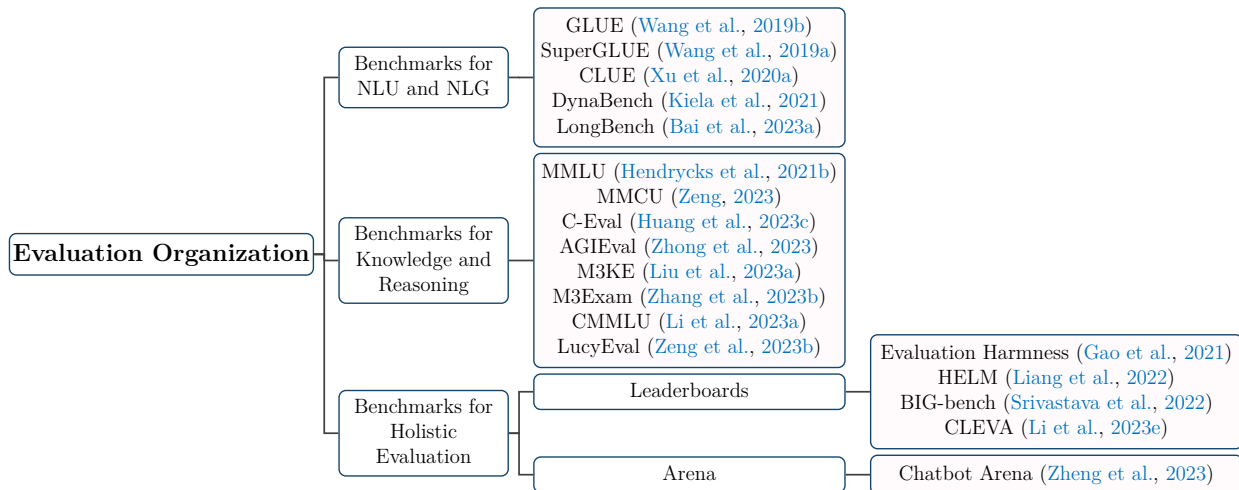 Evaluation Organization
Benchmarks for
NLU and NLG
GLUE (Wang et al., 2019b)
SuperGLUE (Wang et al., 2019a)
CLUE (Xu et al., 2020a)
DynaBench (Kiela et al., 2021)
LongBench (Bai et al., 2023a)
Benchmarks for
Knowledge and
Reasoning
MMLU (Hendrycks et al., 2021b)
MMCU (Zeng, 2023)
C-Eval (Huang et al., 2023c)
AGIEval (Zhong et al., 2023)
M3KE (Liu et al., 2023a)
M3Exam (Zhang et al., 2023b)
CMMLU (Li et al., 2023a)
LucyEval (Zeng et al., 2023b)
Benchmarks for
Holistic
Evaluation
Leaderboards
Evaluation Harmness (Gao et al., 2021)
HELM (Liang et al., 2022)
BIG-bench (Srivastava et al., 2022)
CLEVA (Li et al., 2023e)
Arena
Chatbot Arena (Zheng et al., 2023)